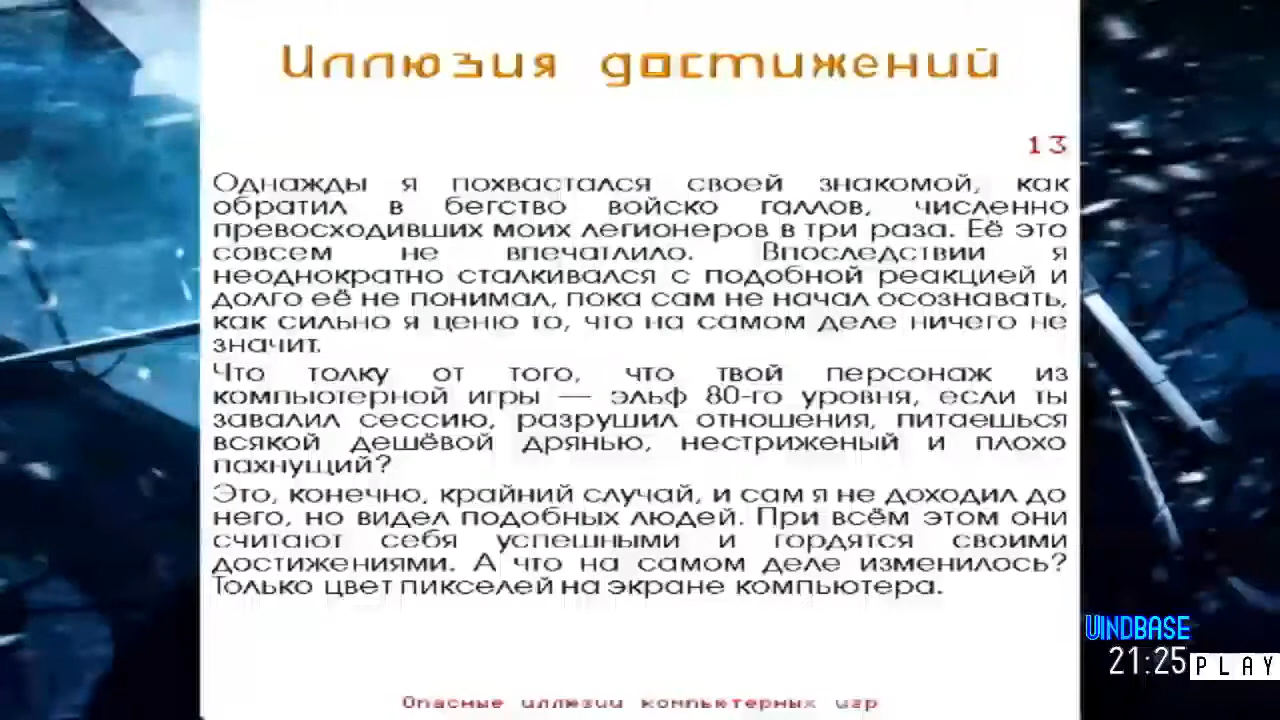 Иллюзия достижений
13
Однажды я похвастался своей знакомой, как
обратил в бегство войско галлов, численно
превосходивших моих легионеров в три раза. Её это
совсем не впечатлило. Впоследствии я
неоднократно сталкивался с подобной реакцией и
долго её не понимал, пока сам не начал осознавать,
как сильно я ценю то, что на самом деле ничего не
значит.
Что толку от того, что твой персонаж из
компьютерной игры — эльф 80-го уровня, если ты
завалил сессию, разрушил отношения, питаешься
всякой дешёвой дрянью, нестриженый и плохо
пахнущий?
Это, конечно, крайний случай, и сам я не доходил до
него, но видел подобных людей. При всём этом они
считают себя успешными и гордятся своими
достижениями. А что на самом деле изменилось?
Только цвет пикселей на экране компьютера.
Опасные иллюзии компьютерных игр
UINDBASE
21:25
PLAY